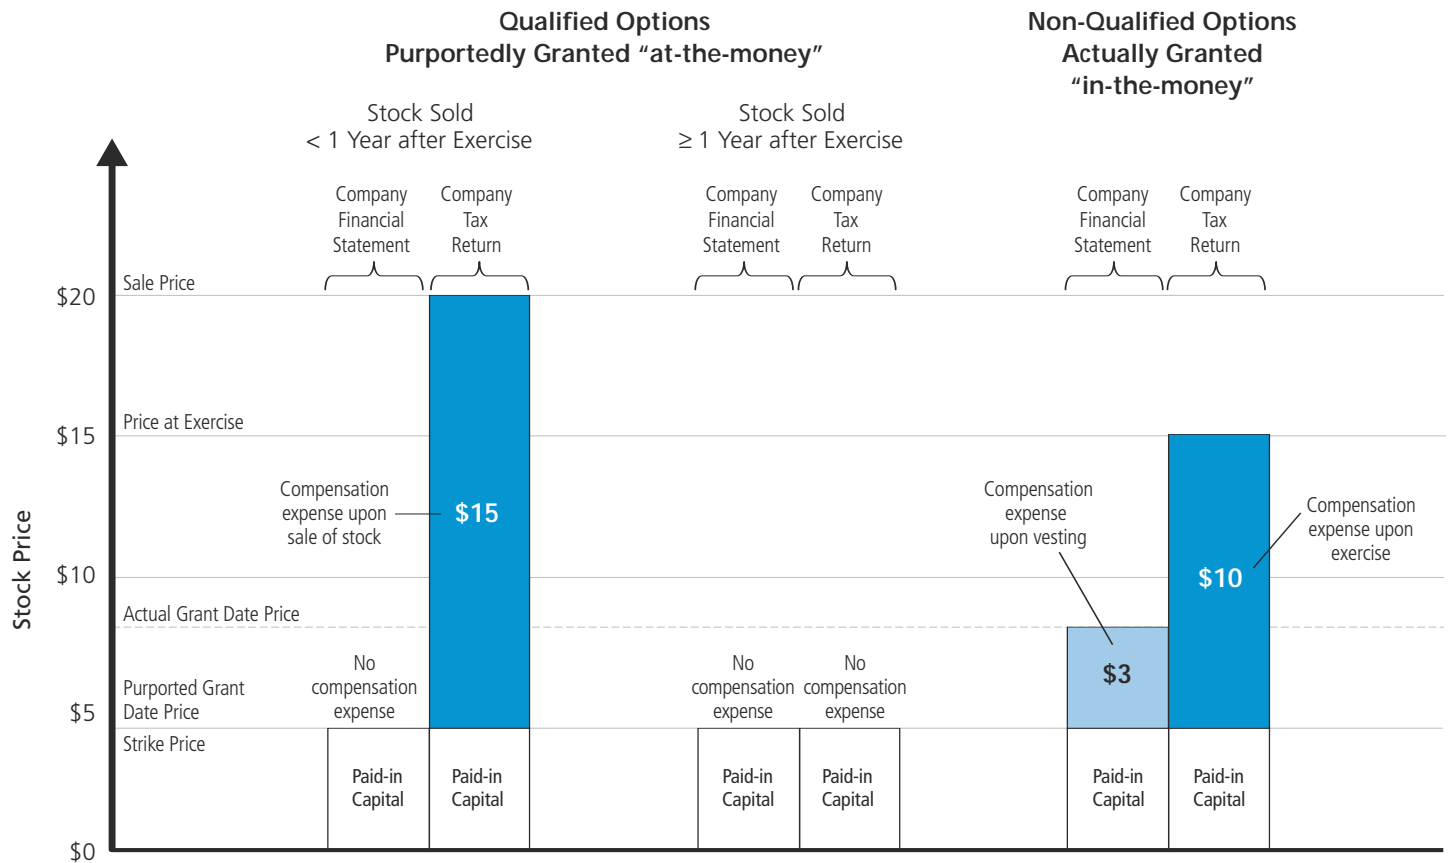 Qualified Options
Purportedly Granted “at-the-money”
Non-Qualified Options
Actually Granted
“in-the-money”
Stock Sold
< 1 Year after Exercise
Stock Sold
≥ 1 Year after Exercise
Company
Financial
Statement
Company
Tax
Return
Company
Financial
Statement
Company
Tax
Return
Company
Financial
Statement
Company
Tax
Return
Stock Price
$20
Sale Price
$15
Price at Exercise
$10
Actual Grant Date Price
Purported Grant
Date Price
$5
Strike Price
$0
Compensation
expense upon
sale of stock
$15
No
compensation
expense
Paid-in
Capital
Paid-in
Capital
No
compensation
expense
No
compensation
expense
Paid-in
Capital
Paid-in
Capital
Compensation
expense
upon vesting
$3
$10
Compensation
expense upon
exercise
Paid-in
Capital
Paid-in
Capital